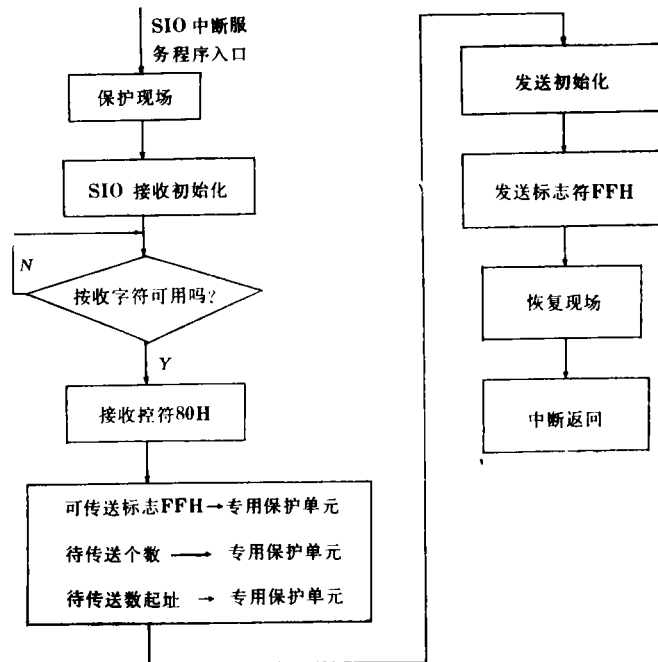 SIO 中断服
务程序入口
保护现场
SIO 接收初始化
N
接收字符可用吗?
Y
接收控符80H
可传送标志FFH→专用保护单元
待传送个数→专用保护单元
待传送数起址→专用保护单元
发送初始化
发送标志符FFH
恢复现场
中断返回